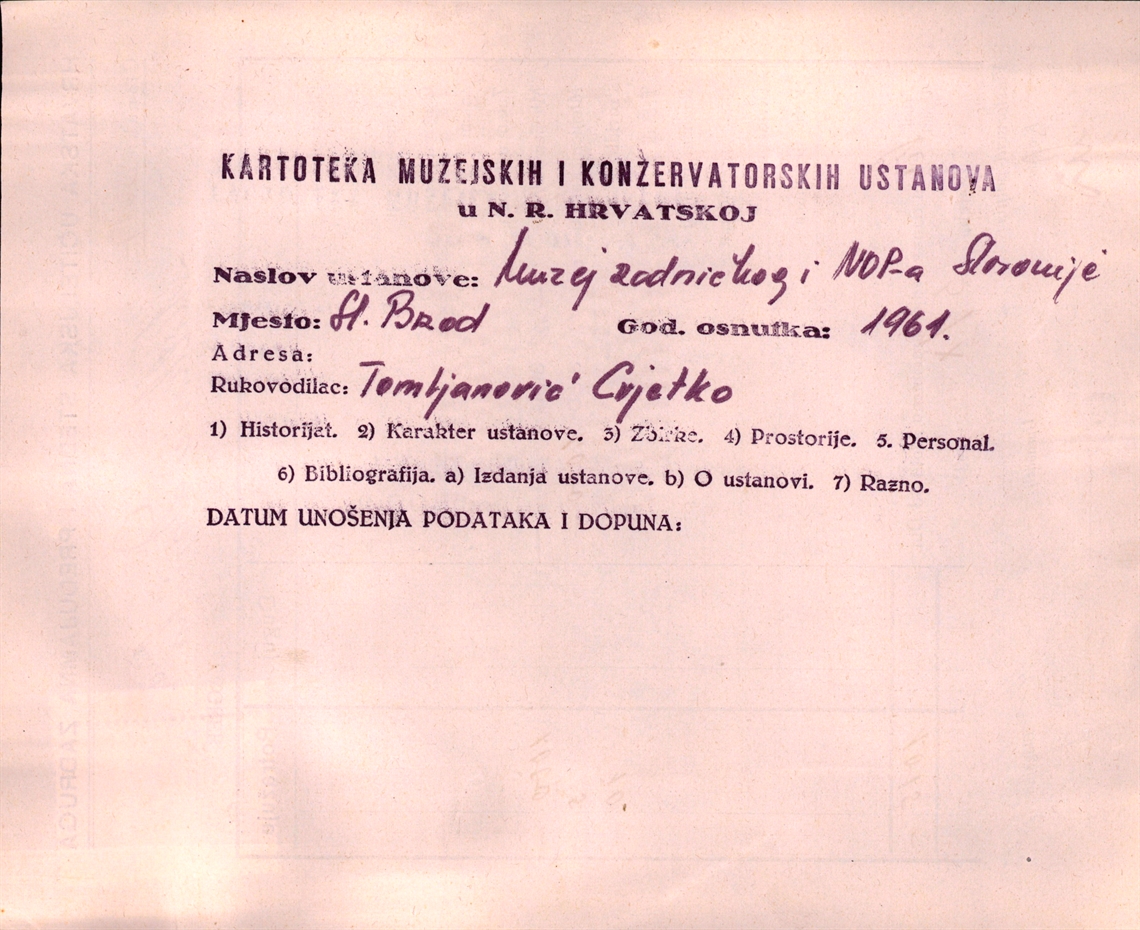 KARTOTEKA MUZEJSKIH I KONZERVATORSKIH USTANOVA
u N. R. HRVATSKOJ
Naslov ustanove: Muzej radničkog i NOP-a Slavonije
Mjesto: Sl. Brod God. osnutka: 1961.
Adresa:
Rukovodilac: Tomljanović Cvjetko
1) Historijat. 2) Karakter ustanove. 3) Zbirke. 4) Prostorije. 5. Personal.
6) Bibliografija. a) Izdanja ustanove. b) O ustanovi. 7) Razno.
DATUM UNOŠENJA PODATAKA I DOPUNA: